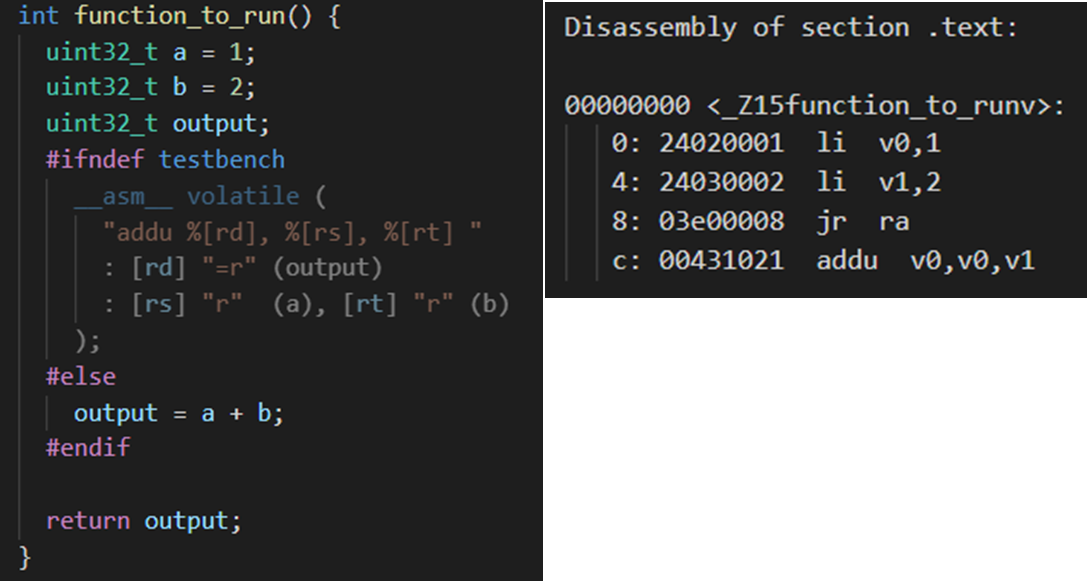 int function_to_run() {
uint32_t a = 1;
uint32_t b = 2;
uint32_t output;
#ifndef testbench
__asm__ volatile (
"addu %[rd], %[rs], %[rt] "
: [rd] "=r" (output)
: [rs] "r"  (a), [rt] "r" (b)
);
#else
output = a + b;
#endif
return output;
}
Disassembly of section .text:
00000000 <_Z15function_to_runv>:
0: 24020001  li  v0,1
4: 24030002  li  v1,2
8: 03e00008  jr  ra
c: 00431021  addu  v0,v0,v1